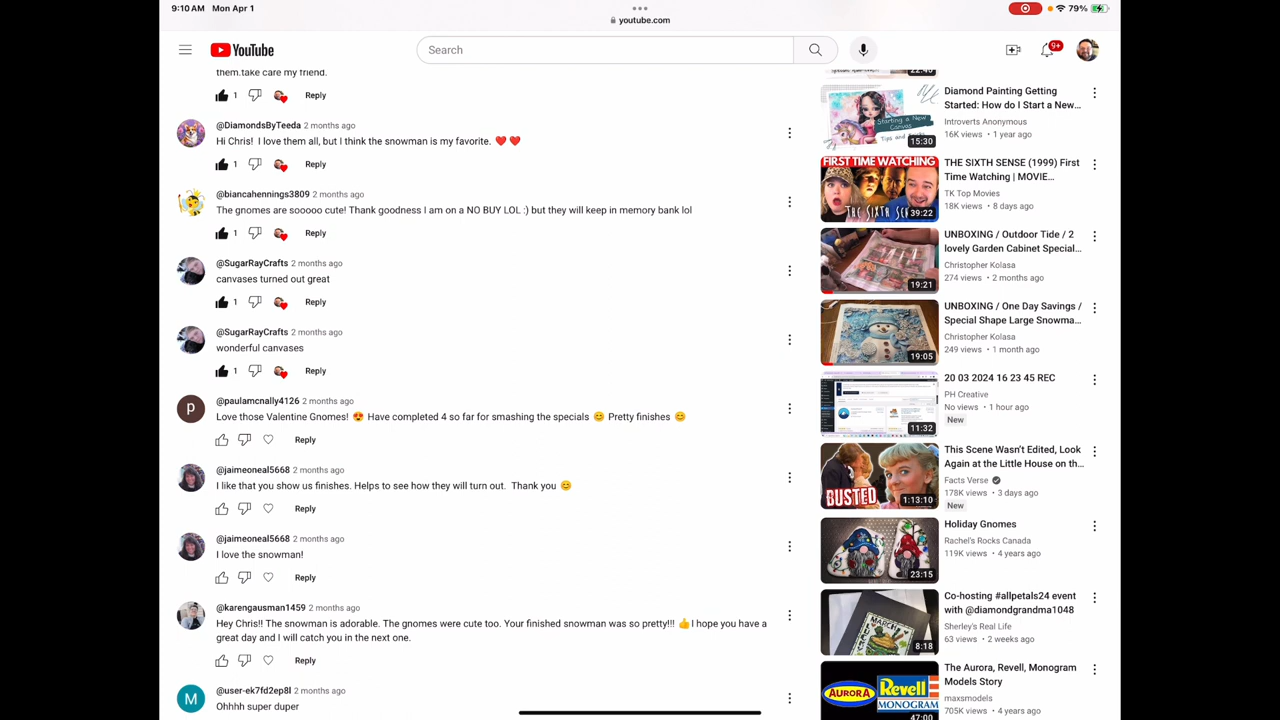 9:10 AM Mon Apr 1
youtube.com
79%
YouTube
Search
9+
them.take care my friend.
1 Reply
@DiamondsByTeeda 2 months ago
Hi Chris! I love them all, but I think the snowman is my favorite. ❤️ ❤️
1 Reply
@biancahennings3809 2 months ago
The gnomes are sooooo cute! Thank goodness I am on a NO BUY LOL :) but they will keep in memory bank lol
1 Reply
@SugarRayCrafts 2 months ago
canvases turned out great
1 Reply
@SugarRayCrafts 2 months ago
wonderful canvases
1 Reply
p
@paulamcnally4126 2 months ago
Love those Valentine Gnomes! 😍 Have completed 4 so far for smashing the specials 😊 Pretty finishes 😊
Reply
@jaimeoneal5668 2 months ago
I like that you show us finishes. Helps to see how they will turn out. Thank you 😊
Reply
@jaimeoneal5668 2 months ago
I love the snowman!
Reply
@karengausman1459 2 months ago
Hey Chris!! The snowman is adorable. The gnomes were cute too. Your finished snowman was so pretty!!! 👍I hope you have a
great day and I will catch you in the next one.
Reply
M
@user-ek7fd2ep8l 2 months ago
Ohhhh super duper
22:40
Starting a New
Canvas
Tips and
15:30
Diamond Painting Getting
Started: How do I Start a New...
Introverts Anonymous
16K views • 1 year ago
FIRST TIME WATCHING
THE SIXTH SE
39:22
THE SIXTH SENSE (1999) First
Time Watching | MOVIE...
TK Top Movies
18K views • 8 days ago
19:21
UNBOXING / Outdoor Tide / 2
lovely Garden Cabinet Special...
Christopher Kolasa
274 views • 2 months ago
19:05
UNBOXING / One Day Savings /
Special Shape Large Snowma...
Christopher Kolasa
249 views • 1 month ago
11:32
20 03 2024 16 23 45 REC
PH Creative
No views • 1 hour ago
New
BUSTED
1:13:10
This Scene Wasn't Edited, Look
Again at the Little House on th...
Facts Verse
178K views • 3 days ago
New
23:15
Holiday Gnomes
Rachel's Rocks Canada
119K views • 4 years ago
MARCH
8:18
Co-hosting #allpetals24 event
with @diamondgrandma1048
Sherley's Real Life
63 views • 2 weeks ago
AURORA
Revell
MONOGRAM
47:00
The Aurora, Revell, Monogram
Models Story
maxsmodels
705K views • 4 years ago